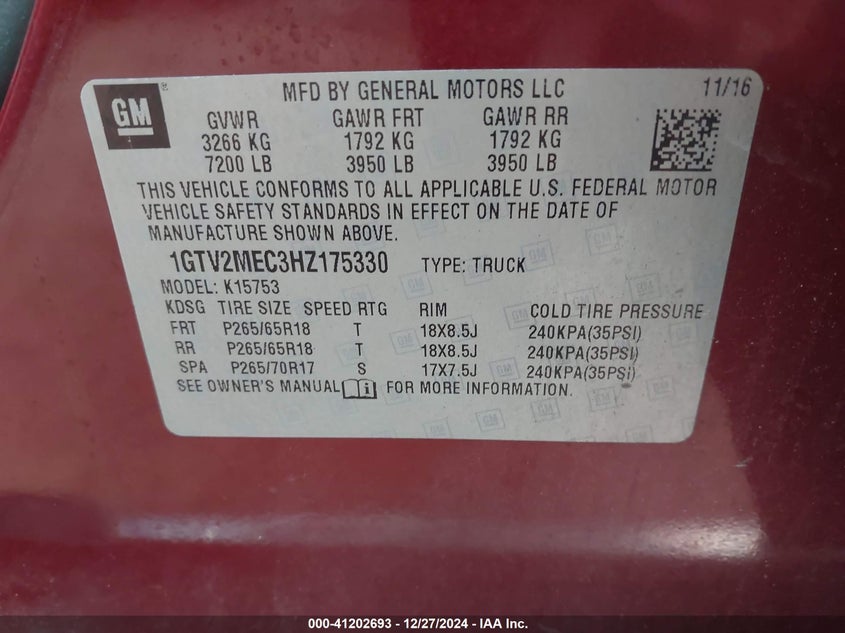 GM
MFD BY GENERAL MOTORS LLC 11/16
GVWR GAWR FRT GAWR RR
3266 KG 1792 KG 1792 KG
7200 LB 3950 LB 3950 LB
THIS VEHICLE CONFORMS TO ALL APPLICABLE U.S. FEDERAL MOTOR
VEHICLE SAFETY STANDARDS IN EFFECT ON THE DATE OF
MANUFACTURE SHOWN ABOVE.
1GTV2MEC3HZ175330 TYPE: TRUCK
MODEL: K15753
KDSG TIRE SIZE SPEED RTG RIM COLD TIRE PRESSURE
FRT P265/65R18 T 18X8.5J 240KPA(35PSI)
RR P265/65R18 T 18X8.5J 240KPA(35PSI)
SPA P265/70R17 S 17X7.5J 240KPA(35PSI)
SEE OWNER'S MANUAL FOR MORE INFORMATION.
000-41202693 - 12/27/2024 - IAA Inc.